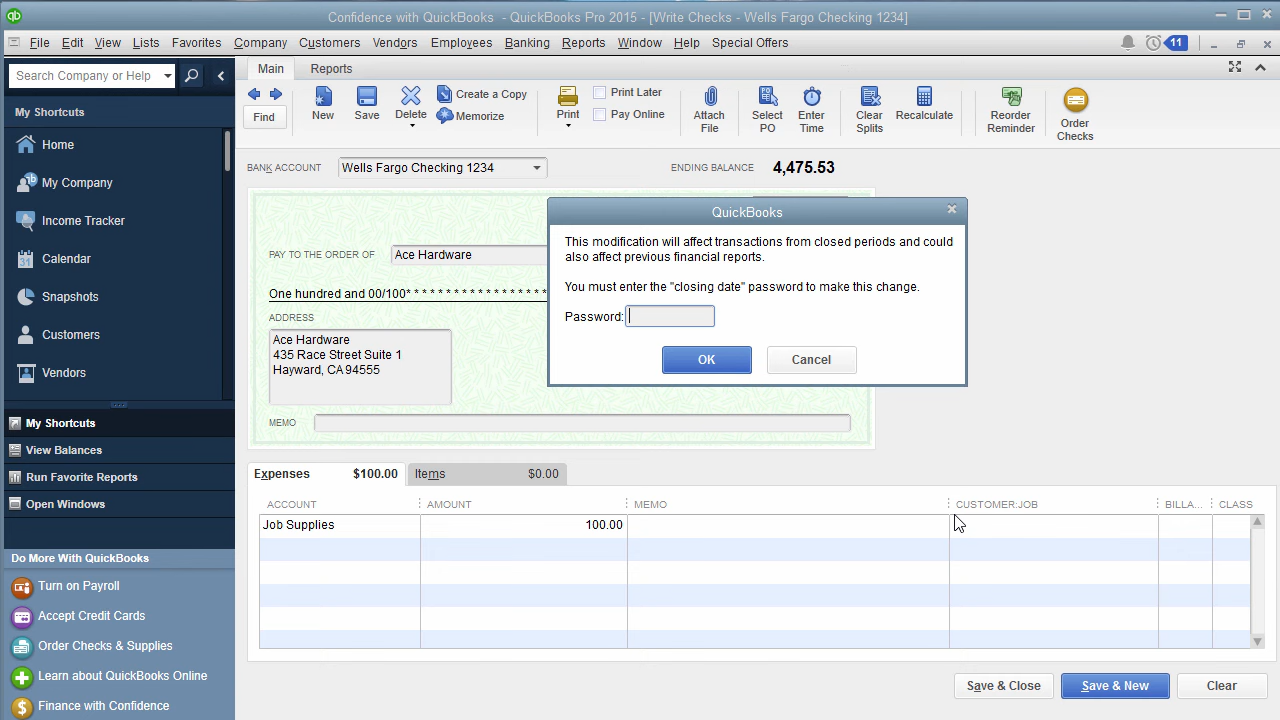 qb
Confidence with QuickBooks - QuickBooks Pro 2015 - [Write Checks - Wells Fargo Checking 1234]
File Edit View Lists Favorites Company Customers Vendors Employees Banking Reports Window Help Special Offers 11
Search Company or Help
My Shortcuts
Home
My Company
Income Tracker
31
Calendar
Snapshots
Customers
Vendors
My Shortcuts
View Balances
Run Favorite Reports
Open Windows
Do More With QuickBooks
Turn on Payroll
Accept Credit Cards
Order Checks & Supplies
Learn about QuickBooks Online
Finance with Confidence
Main Reports
Find
New
Save
Delete
Create a Copy
Memorize
Print
Print Later
Pay Online
Attach
File
Select
PO
Enter
Time
Clear
Splits
Recalculate
Reorder
Reminder
Order
Checks
BANK ACCOUNT Wells Fargo Checking 1234 ENDING BALANCE 4,475.53
PAY TO THE ORDER OF Ace Hardware
One hundred and 00/100* * * * * * * * * * * * * * * * * *
ADDRESS
Ace Hardware
435 Race Street Suite 1
Hayward, CA 94555
MEMO
QuickBooks
This modification will affect transactions from closed periods and could
also affect previous financial reports.
You must enter the "closing date" password to make this change.
Password:
OK Cancel
Expenses $100.00 Items $0.00
ACCOUNT AMOUNT MEMO CUSTOMER:JOB BILLA... CLASS
Job Supplies 100.00
Save & Close Save & New Clear